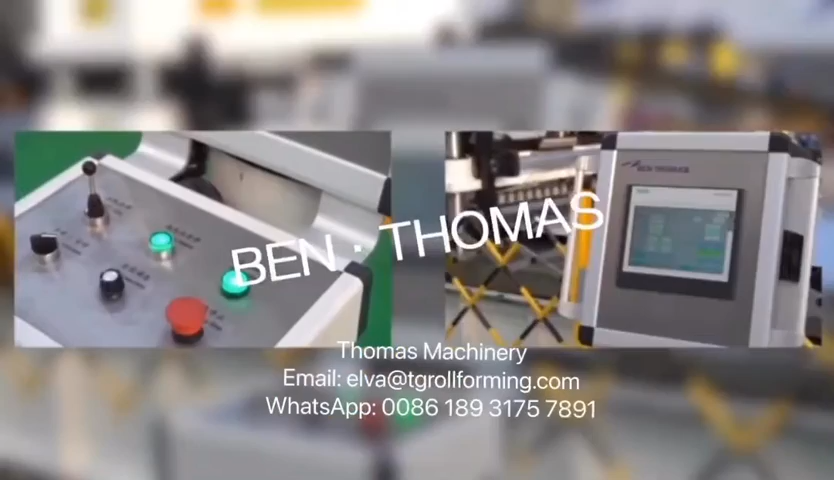 BEN · THOMAS
Thomas Machinery
Email: elva@tgrollforming.com
WhatsApp: 0086 189 3175 7891